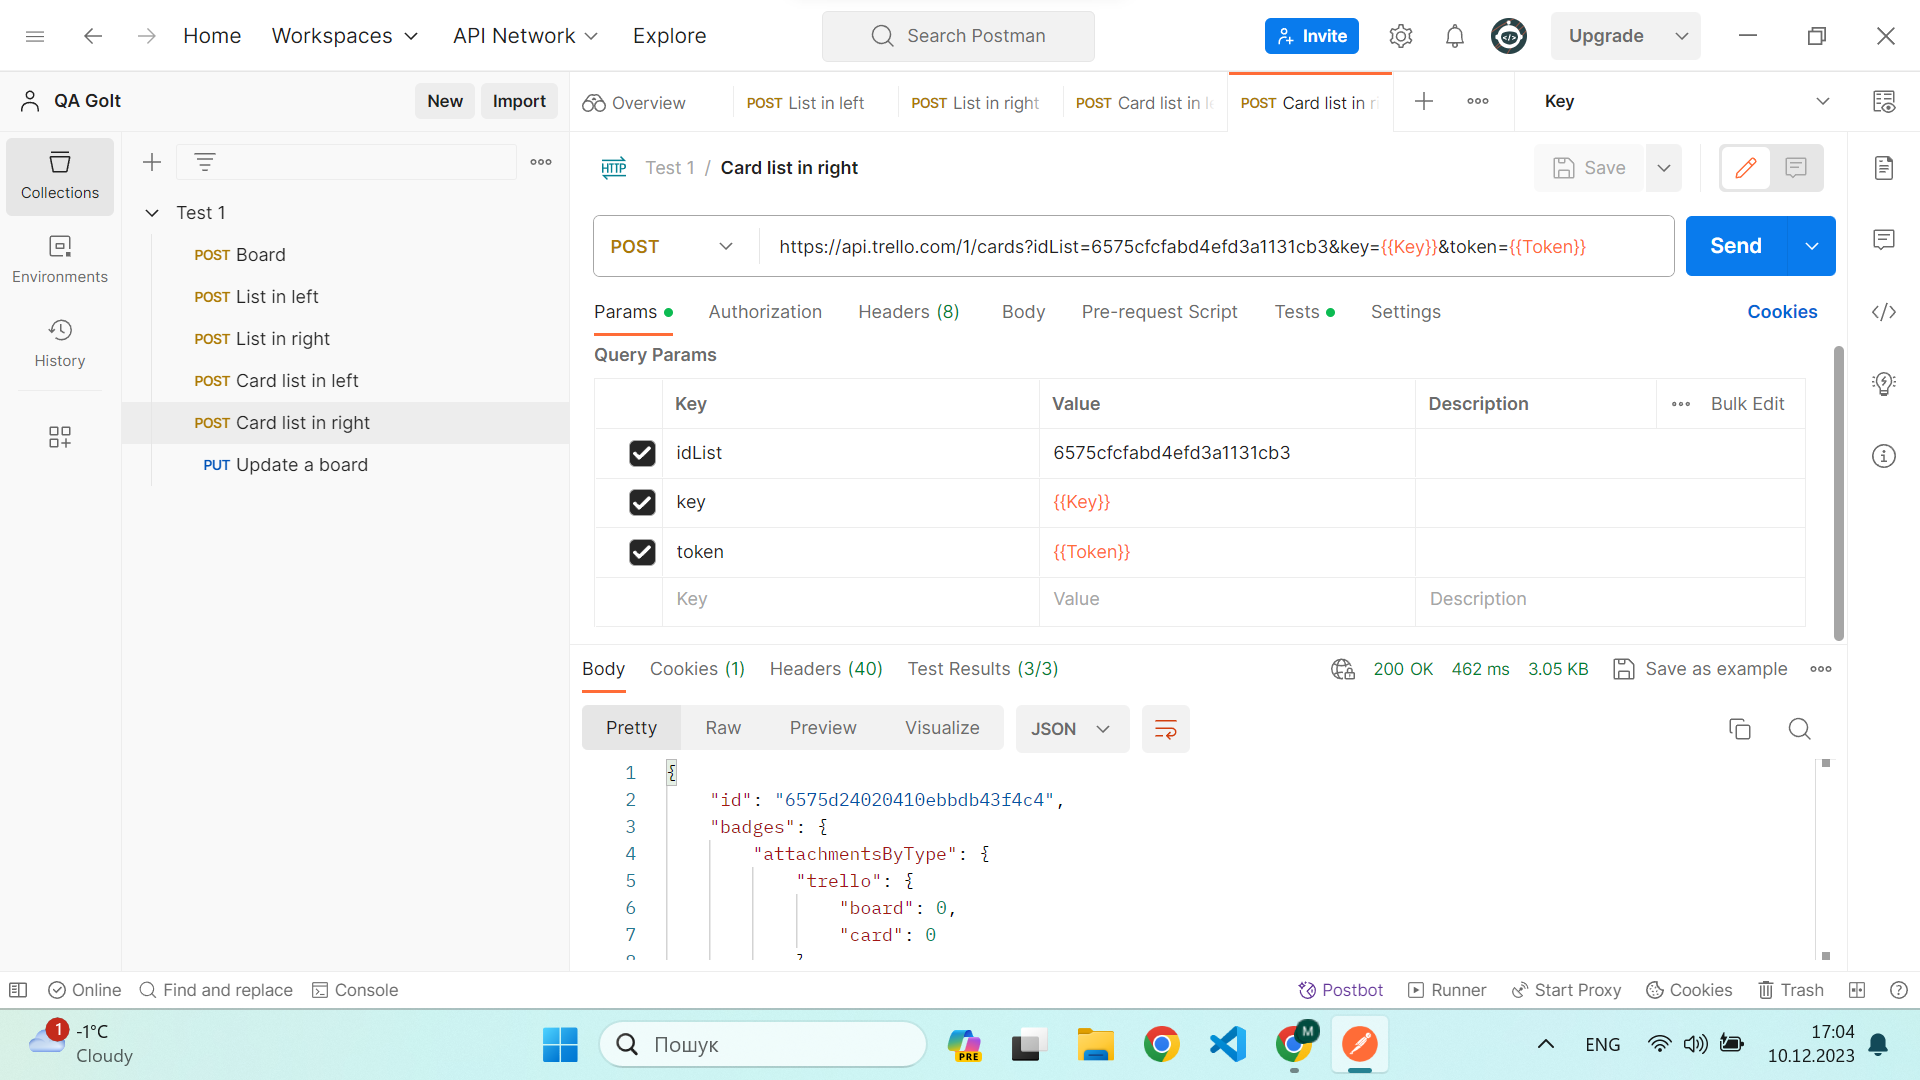 Home Workspaces API Network Explore Search Postman Invite Upgrade
QA GoIt New Import Overview POST List in left POST List in right POST Card list in POST Card list in Key
Test 1 / Card list in right Save
Collections
Environments
History
Test 1
POST Board
POST List in left
POST List in right
POST Card list in left
POST Card list in right
PUT Update a board
POST https://api.trello.com/1/cards?idList=6575cfcfabd4efd3a1131cb3&key={{Key}}&token={{Token}} Send
Params Authorization Headers (8) Body Pre-request Script Tests Settings Cookies
Query Params
Key Value Description Bulk Edit
idList 6575cfcfabd4efd3a1131cb3
key {{Key}}
token {{Token}}
Key Value Description
Body Cookies (1) Headers (40) Test Results (3/3) 200 OK 462 ms 3.05 KB Save as example
Pretty Raw Preview Visualize JSON
1 {
2 "id": "6575d24020410ebbdb43f4c4",
3 "badges": {
4 "attachmentsByType": {
5 "trello": {
6 "board": 0,
7 "card": 0
Online Find and replace Console Postbot Runner Start Proxy Cookies Trash
1 -1°C
Cloudy
Пошук
PRE
M
ENG
17:04
10.12.2023